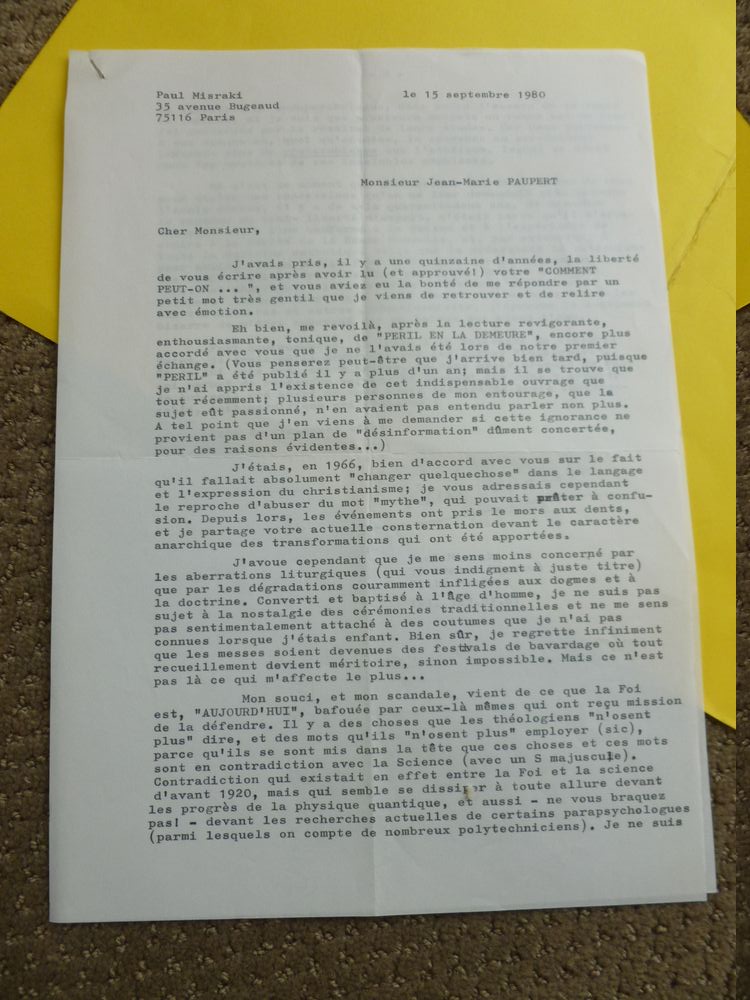 Paul Misraki
le 15 septembre 1980
35 avenue Bugeaud
75116 Paris
Monsieur Jean-Marie PAUPERT
Cher Monsieur,
J'avais pris, il y a une quinzaine d'années, la liberté
de vous écrire après avoir lu (et approuvé!) votre "COMMENT
PEUT-ON ... ", et vous aviez eu la bonté de me répondre par un
petit mot très gentil que je viens de retrouver et de relire
avec émotion.
Eh bien, me revoilà, après la lecture revigorante,
enthousiasmante, tonique, de "PERIL EN LA DEMEURE", encore plus
accordé avec vous que je ne l'avais été lors de notre premier
échange. (Vous penserez peut-être que j'arrive bien tard, puisque
"PERIL" a été publié il y a plus d'un an; mais il se trouve que
je n'ai appris l'existence de cet indispensable ouvrage que
tout récemment; plusieurs personnes de mon entourage, que le
sujet eût passionné, n'en avaient pas entendu parler non plus.
A tel point que j'en viens à me demander si cette ignorance ne
provient pas d'un plan de "désinformation" dûment concertée,
pour des raisons évidentes...)
J'étais, en 1966, bien d'accord avec vous sur le fait
qu'il fallait absolument "changer quelquechose" dans le langage
et l'expression du christianisme; je vous adressais cependant
le reproche d'abuser du mot "mythe", qui pouvait prêter à confu-
sion. Depuis lors, les événements ont pris le mors aux dents,
et je partage votre actuelle consternation devant le caractère
anarchique des transformations qui ont été apportées.
J'avoue cependant que je me sens moins concerné par
les aberrations liturgiques (qui vous indignent à juste titre)
que par les dégradations couramment infligées aux dogmes et à
la doctrine. Converti et baptisé à l'âge d'homme, je ne suis pas
sujet à la nostalgie des cérémonies traditionnelles et ne me sens
pas sentimentalement attaché à des coutumes que je n'ai pas
connues lorsque j'étais enfant. Bien sûr, je regrette infiniment
que les messes soient devenues des festivals de bavardage où tout
recueillement devient méritoire, sinon impossible. Mais ce n'est
pas là ce qui m'affecte le plus...
Mon souci, et mon scandale, vient de ce que la Foi
est, "AUJOURD'HUI", bafouée par ceux-là mêmes qui ont reçu mission
de la défendre. Il y a des choses que les théologiens "n'osent
plus" dire, et des mots qu'ils "n'osent plus" employer (sic),
parce qu'ils se sont mis dans la tête que ces choses et ces mots
sont en contradiction avec la Science (avec un S majuscule).
Contradiction qui existait en effet entre la Foi et la science
d'avant 1920, mais qui semble se dissiper à toute allure devant
les progrès de la physique quantique, et aussi - ne vous braquez
pas! - devant les recherches actuelles de certains parapsychologues
(parmi lesquels on compte de nombreux polytechniciens). Je ne suis